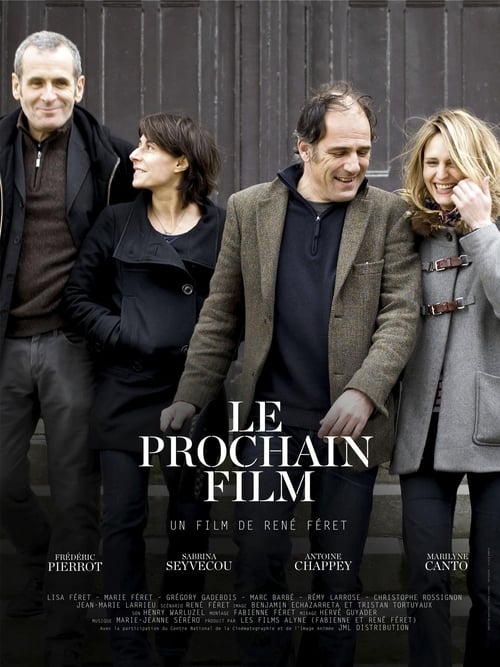 LE
PROCHAIN
FILM
UN FILM DE RENÉ FÉRET
FRÉDÉRIC
PIERROT
SABRINA
SEYVECOU
ANTOINE
CHAPPEY
MARILYNE
CANTO
LISA FÉRET - MARIE FÉRET - GRÉGORY GADEBOIS - MARC BARBÉ - RÉMY LARROSE - CHRISTOPHE ROSSIGNON
JEAN-MARIE LARRIEU SCÉNARIO RENÉ FÉRET IMAGE BENJAMIN ECHAZARRETA ET TRISTAN TORTUYAUX
SON HENRY WARLUZEL MONTAGE FABIENNE FÉRET MIXAGE HERVÉ GUYADER
MUSIQUE MARIE-JEANNE SÉRÉRO PRODUIT PAR LES FILMS ALYNE (FABIENNE ET RENÉ FÉRET)
Avec la participation du Centre National de la Cinématographie et de l'Image Animée JML DISTRIBUTION